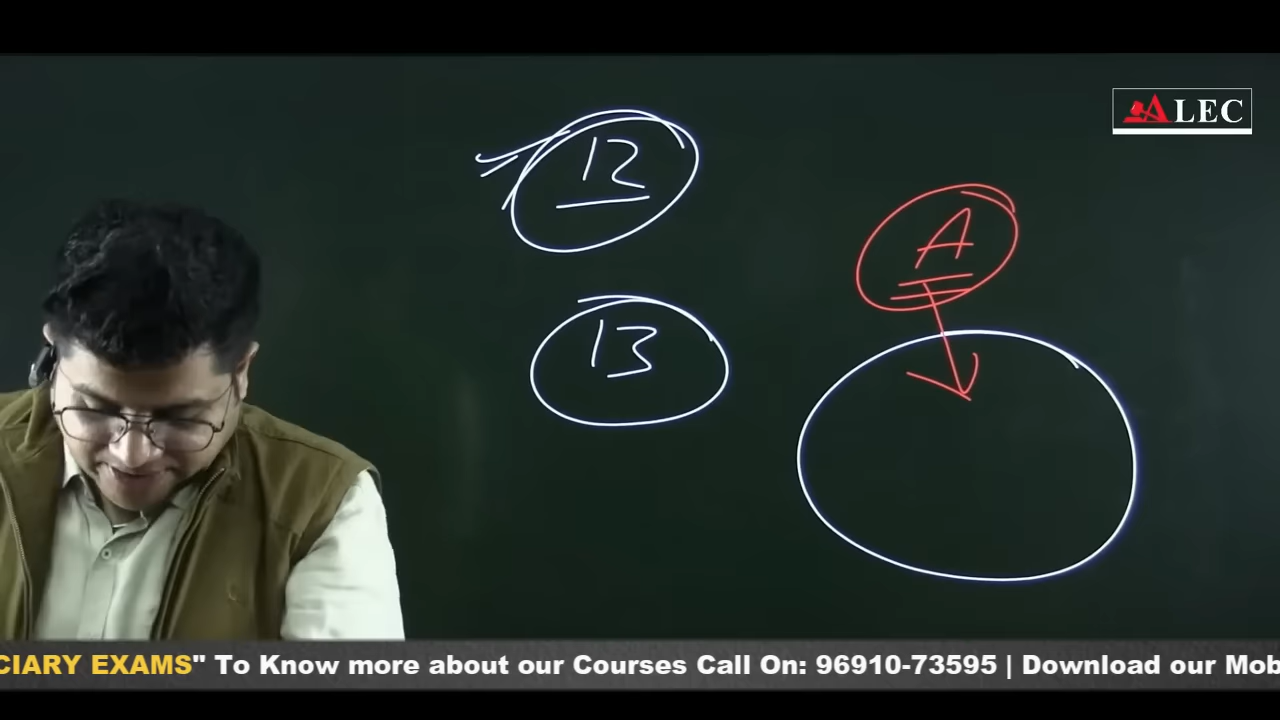 ALEC
12
A
13
CIARY EXAMS" To Know more about our Courses Call On: 96910-73595 | Download our Mob